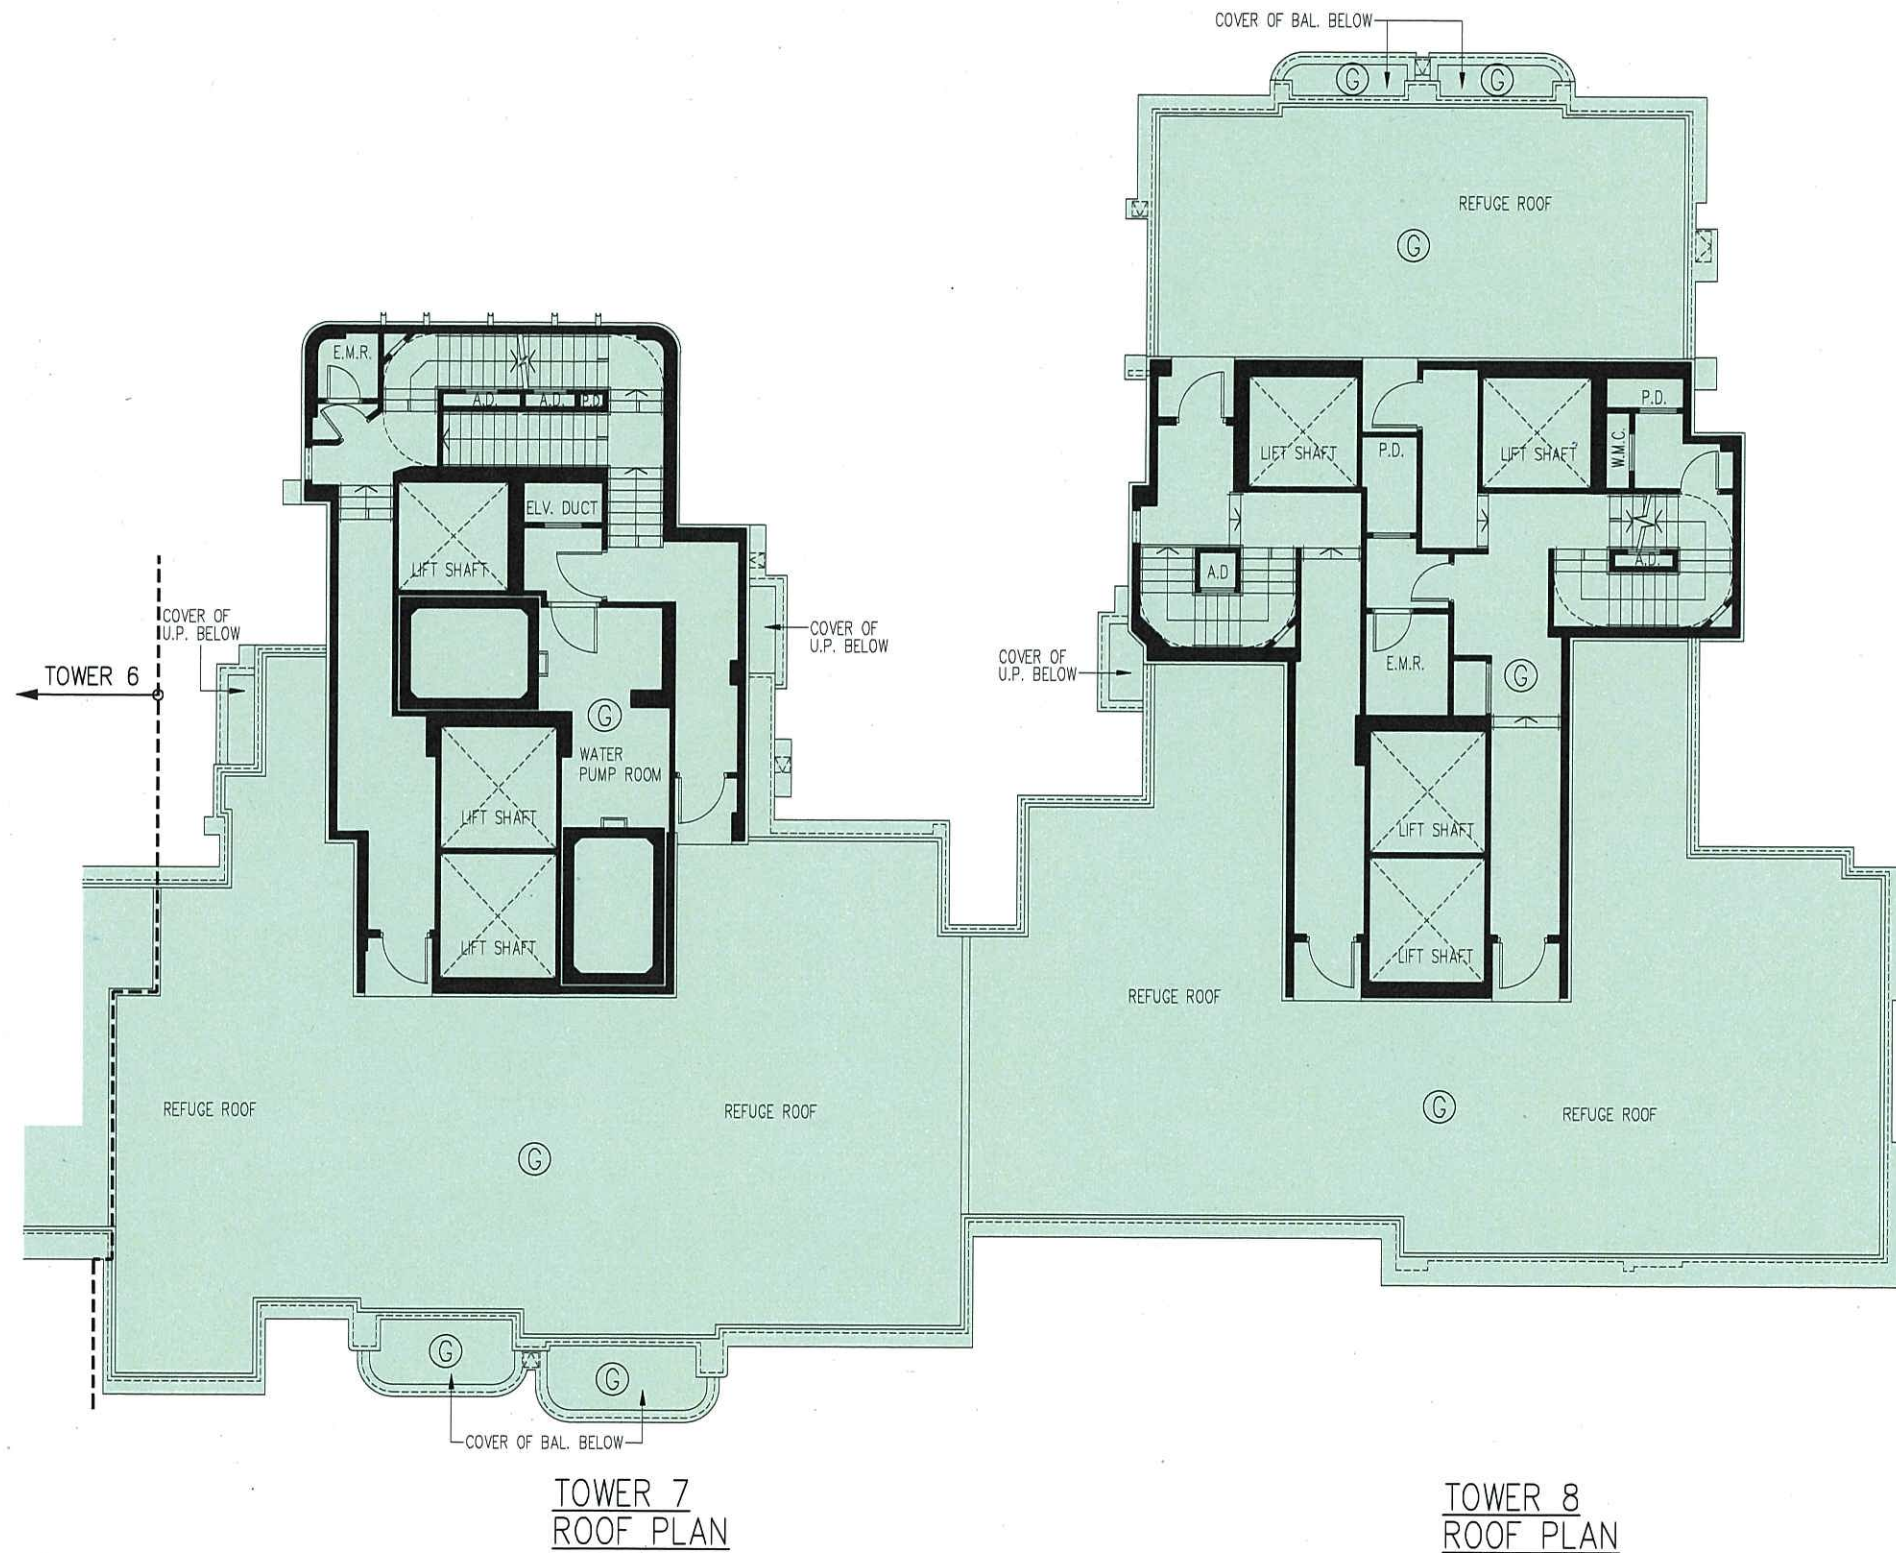 COVER OF BAL. BELOW
G
G
REFUGE ROOF
G
E.M.R.
A.D.
A.D.
P.D.
ELV. DUCT
LIFT SHAFT
COVER OF
U.P. BELOW
COVER OF
U.P. BELOW
TOWER 6
G
WATER
PUMP ROOM
LIFT SHAFT
LIFT SHAFT
REFUGE ROOF
REFUGE ROOF
G
G
G
COVER OF BAL. BELOW
TOWER 7
ROOF PLAN
LIFT SHAFT
P.D.
LIFT SHAFT
P.D.
W.M.C.
A.D
A.D.
COVER OF
U.P. BELOW
E.M.R.
G
LIFT SHAFT
LIFT SHAFT
REFUGE ROOF
G
REFUGE ROOF
TOWER 8
ROOF PLAN